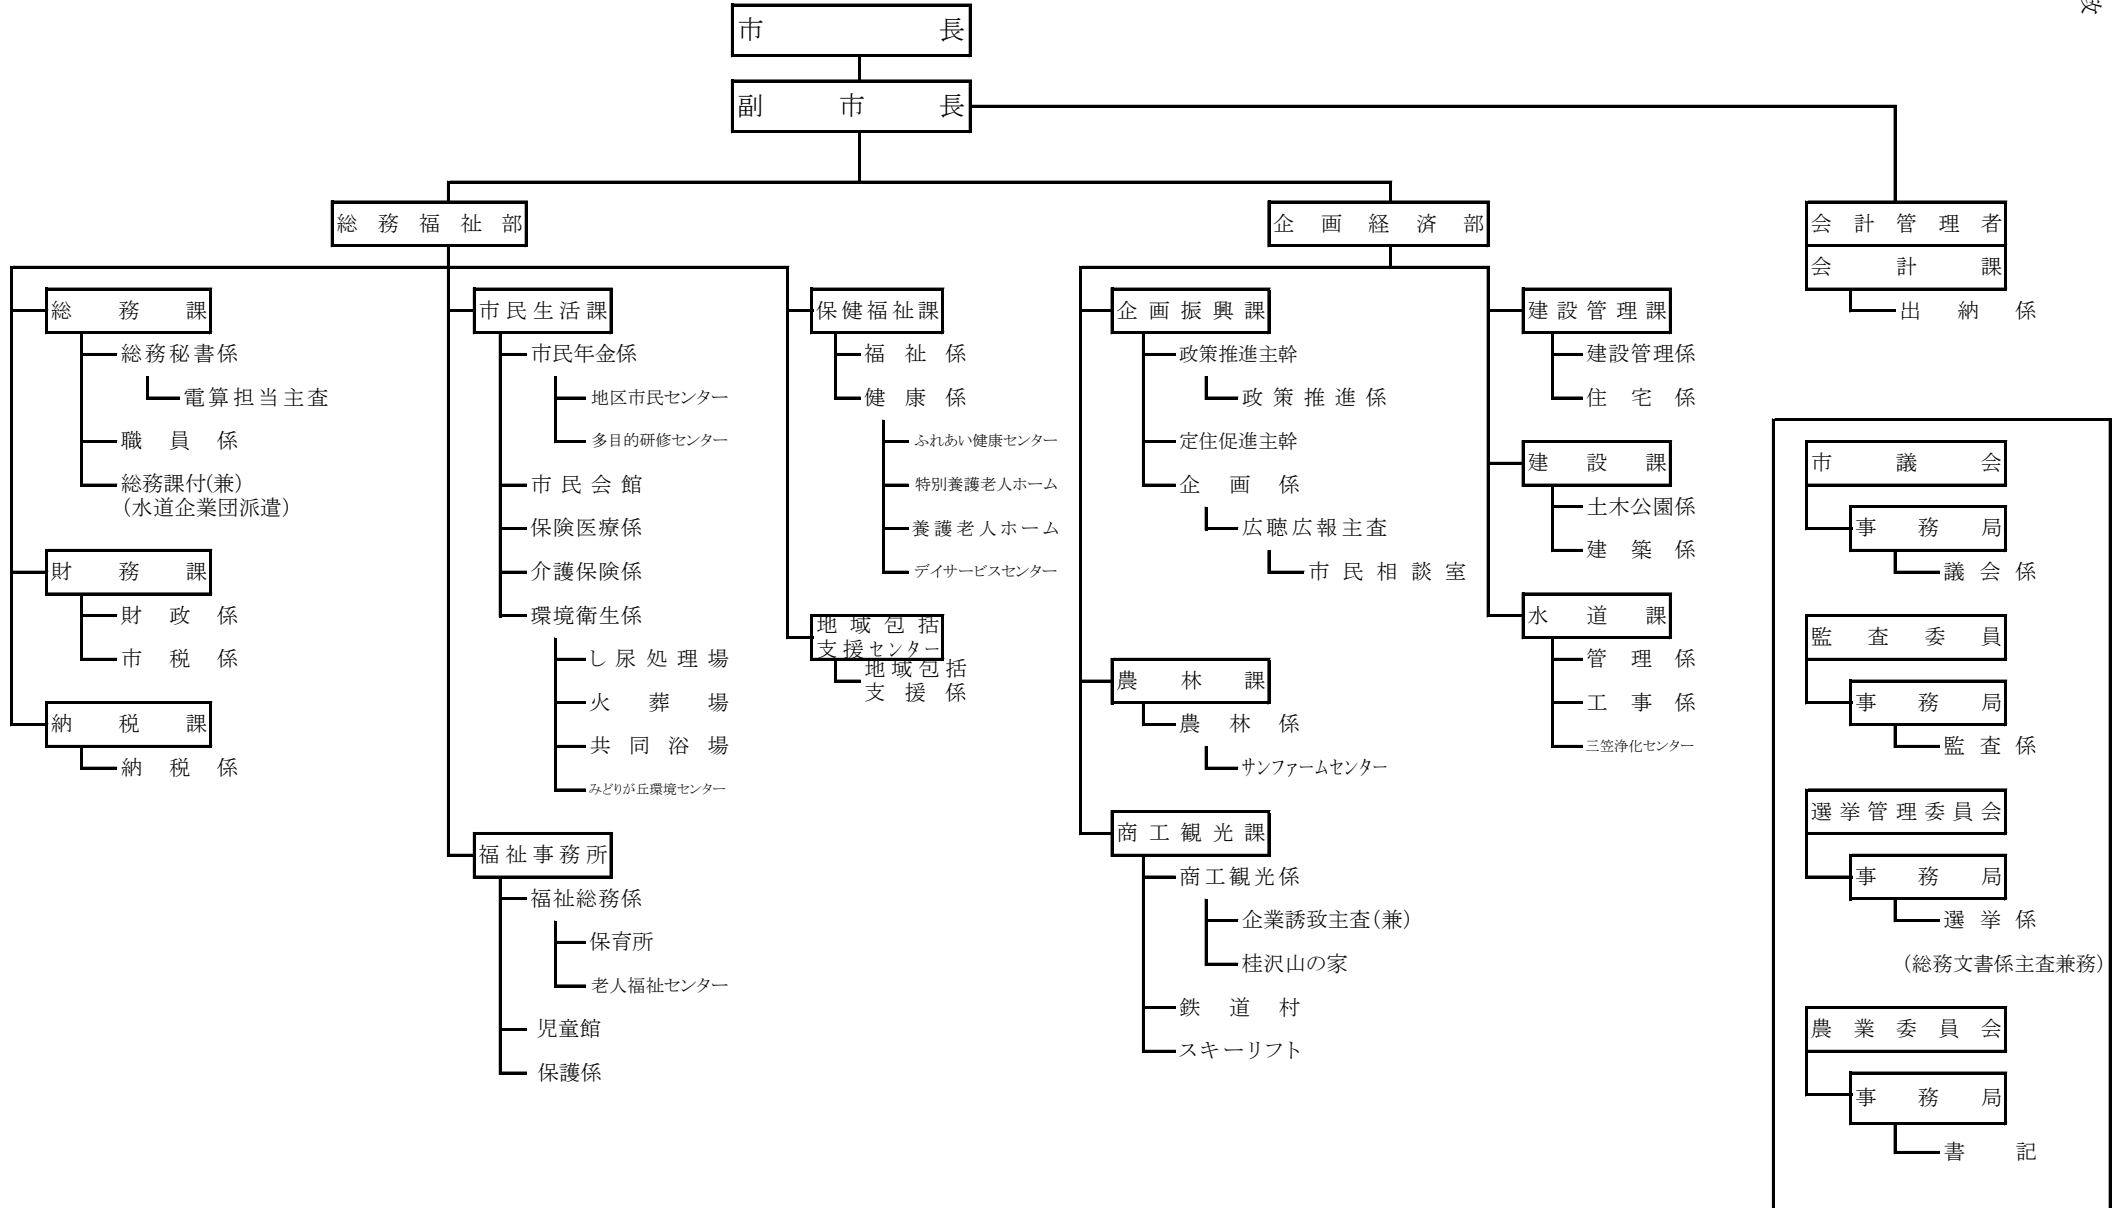 政
市長
副市長
総務福祉部
企画経済部
会計管理者
会計課
出納係
総務課
総務秘書係
電算担当主査
職員係
総務課付(兼)
(水道企業団派遣)
財務課
財政係
市税係
納税課
納税係
市民生活課
市民年金係
地区市民センター
多目的研修センター
市民会館
保険医療係
介護保険係
環境衛生係
し尿処理場
火葬場
共同浴場
みどりが丘環境センター
福祉事務所
福祉総務係
保育所
老人福祉センター
児童館
保護係
保健福祉課
福祉係
健康係
ふれあい健康センター
特別養護老人ホーム
養護老人ホーム
デイサービスセンター
地域包括
支援センター
地域包括
支援係
企画振興課
政策推進主幹
政策推進係
定住促進主幹
企画係
広聴広報主査
市民相談室
農林課
農林係
サンファームセンター
商工観光課
商工観光係
企業誘致主査(兼)
桂沢山の家
鉄道村
スキーリフト
建設管理課
建設管理係
住宅係
建設課
土木公園係
建築係
水道課
管理係
工事係
三笠浄化センター
市議会
事務局
議会係
監査委員
事務局
監査係
選挙管理委員会
事務局
選挙係
(総務文書係主査兼務)
農業委員会
事務局
書記